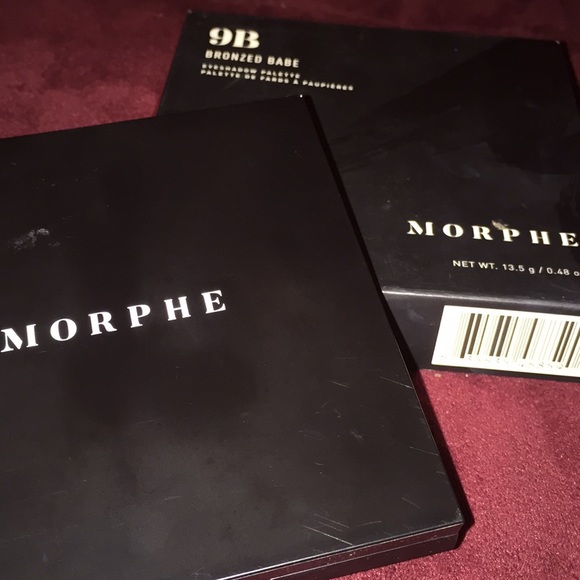 9B
BRONZED BABE
EYESHADOW PALETTE
PALETTE DE FARDS À PAUPIÈRES
MORPHE
NET WT. 13.5 g / 0.48 o
MORPHE